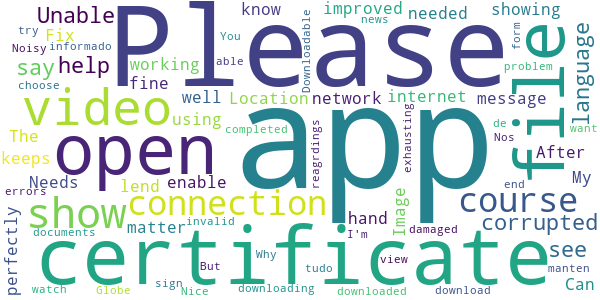 try Unable know Please improved news needed showing
Noisy Fix informado You able Downloadable form language
say help working problem
choose fine file
video Location well network internet message
The using app de want
keeps open completed reagrdings exhausting Nos After
Needs enable lend end My
errors connection Image course see
show matter hand I'm damaged corrupted
perfectly documents invalid view manten
certificate But Why tudo Can
watch Globe sign Nice downloading downloaded download